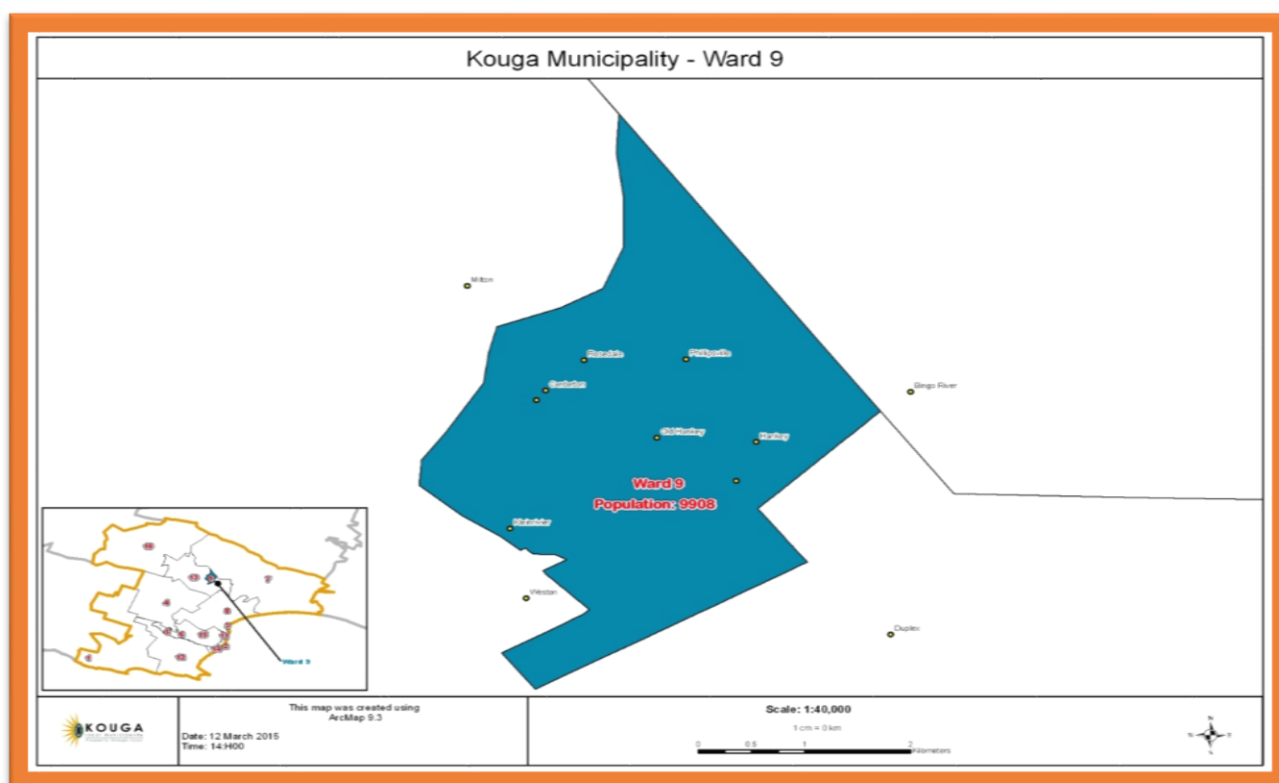 Kouga Municipality - Ward 9
Milton
Rosedale
Phillipsville
Centerton
Bingo River
Old Hankey
Hankey
Ward 9
Population: 9908
Weston
Duplex
7
4
Ward 9
KOUGA
This map was created using
ArcMap 9.3
Date: 12 March 2015
Time: 14:H00
Scale: 1:40,000
1 cm = 0 km
0 0.5 1 2
Kilometers
N